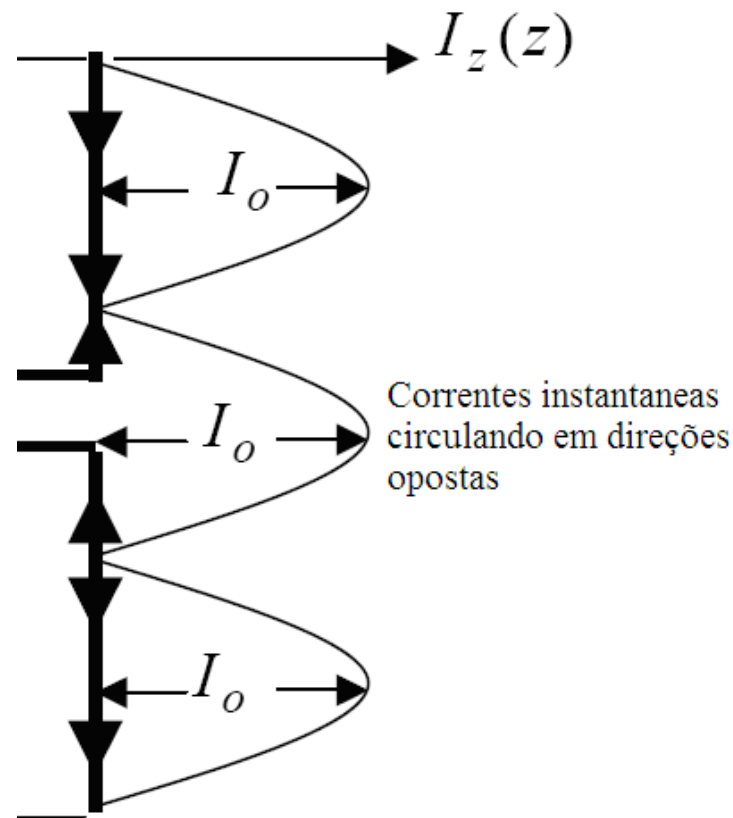 I_z(z)
I_o
I_o
Correntes instantaneas
circulando em direções
opostas
I_o